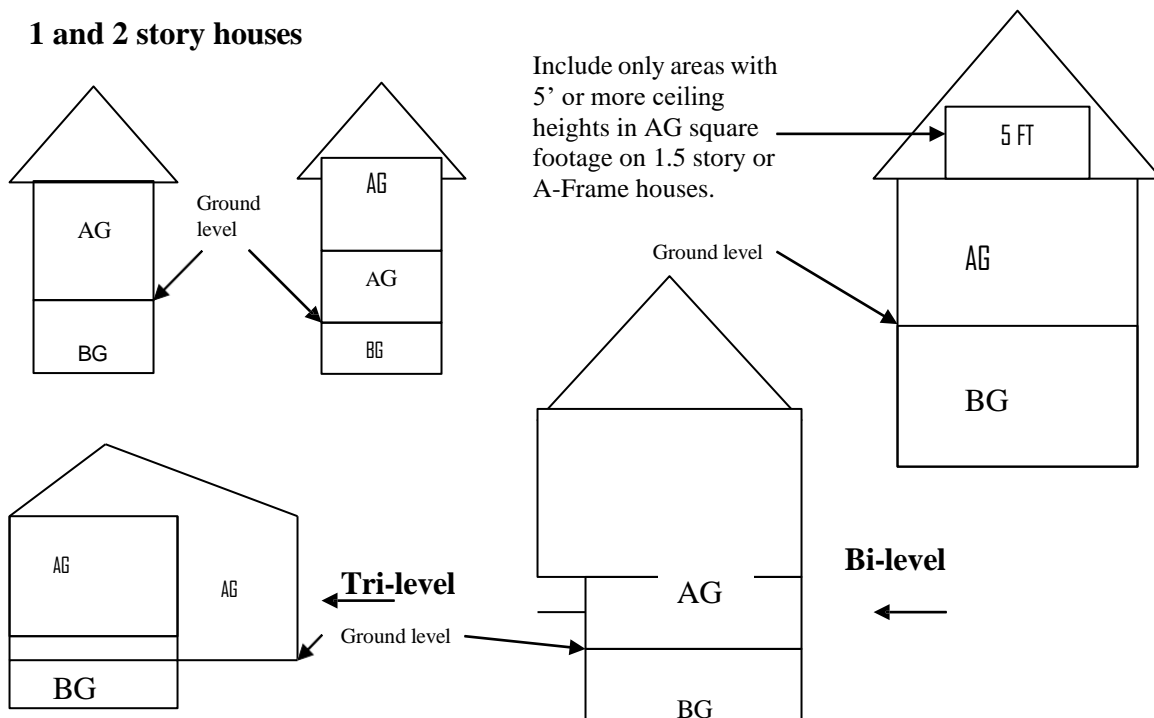 1 and 2 story houses
Include only areas with
5’ or more ceiling
heights in AG square
footage on 1.5 story or
A-Frame houses.
5 FT
AG
AG
Ground
level
AG
BG
BG
Ground level
AG
BG
AG
AG
BG
Tri-level
Ground level
AG
BG
Bi-level